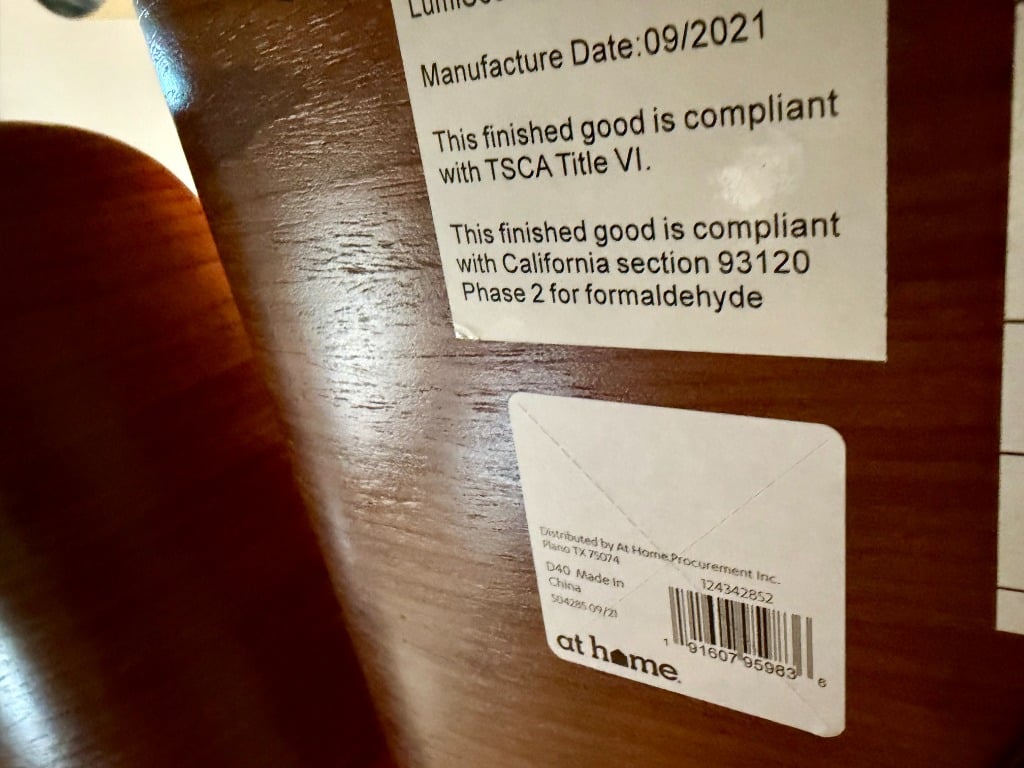 Manufacture Date:09/2021
This finished good is compliant
with TSCA Title VI.
This finished good is compliant
with California section 93120
Phase 2 for formaldehyde
Distributed by At Home Procurement Inc.
Plano TX 75074
D40 Made in
China
504285 09/21
124342852
1 91607 95983 6
at home